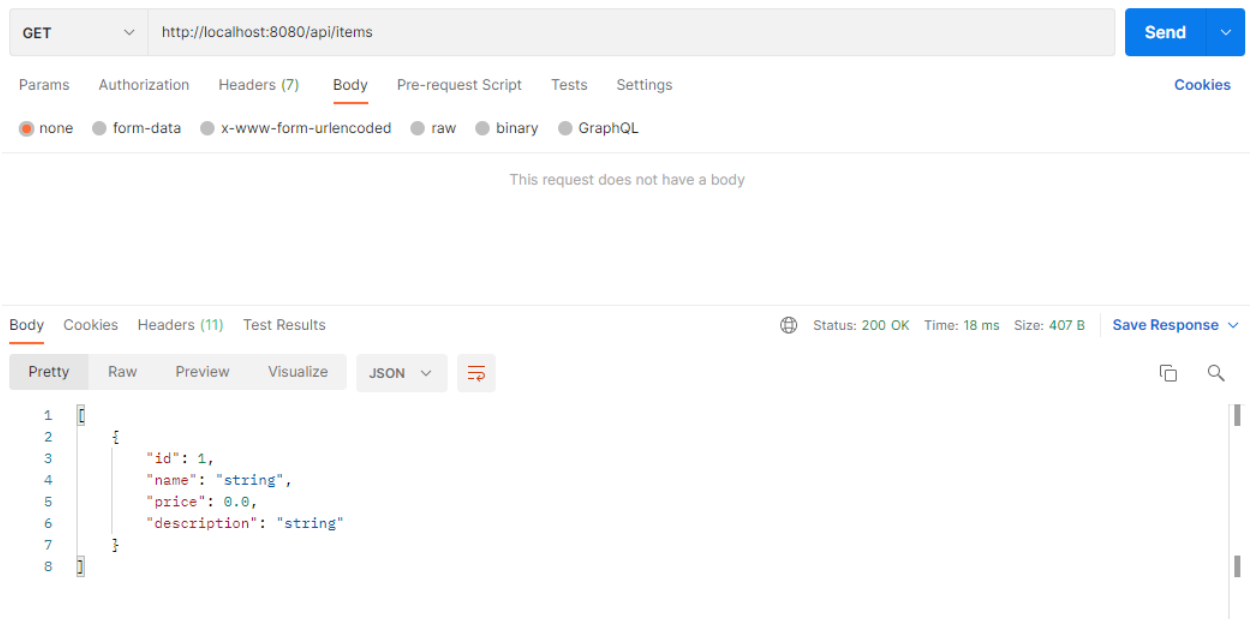 GET http://localhost:8080/api/items Send
Params Authorization Headers (7) Body Pre-request Script Tests Settings Cookies
none form-data x-www-form-urlencoded raw binary GraphQL
This request does not have a body
Body Cookies Headers (11) Test Results Status: 200 OK Time: 18 ms Size: 407 B Save Response
Pretty Raw Preview Visualize JSON
1 [
2 {
3 "id": 1,
4 "name": "string",
5 "price": 0.0,
6 "description": "string"
7 }
8 ]